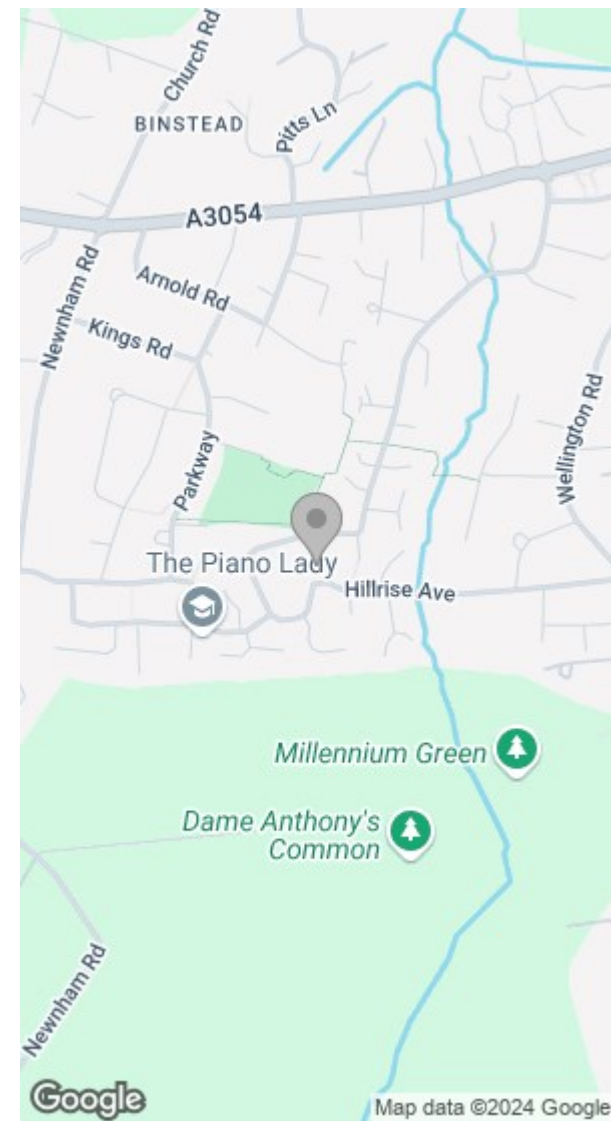 Church Rd
BINSTEAD
Pitts Ln
A3054
Newnham Rd
Arnold Rd
Kings Rd
Wellington Rd
Parkway
The Piano Lady
Hillrise Ave
Millennium Green
Dame Anthony's
Common
Newnham Rd
Google
Map data ©2024 Google